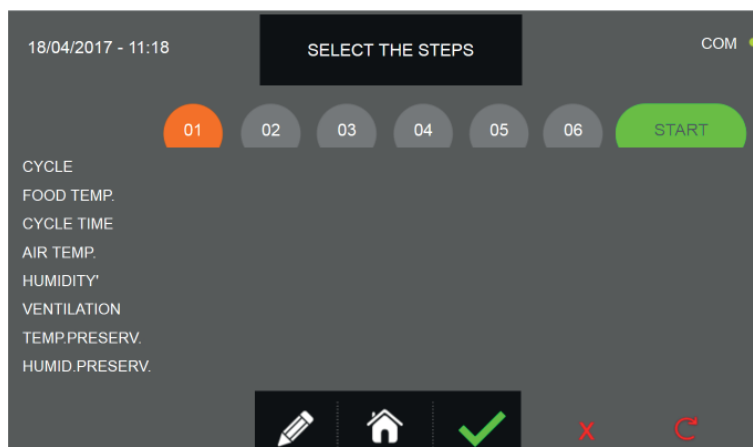 18/04/2017 - 11:18
SELECT THE STEPS
COM
01 02 03 04 05 06 START
CYCLE
FOOD TEMP.
CYCLE TIME
AIR TEMP.
HUMIDITY'
VENTILATION
TEMP.PRESERV.
HUMID.PRESERV.
X